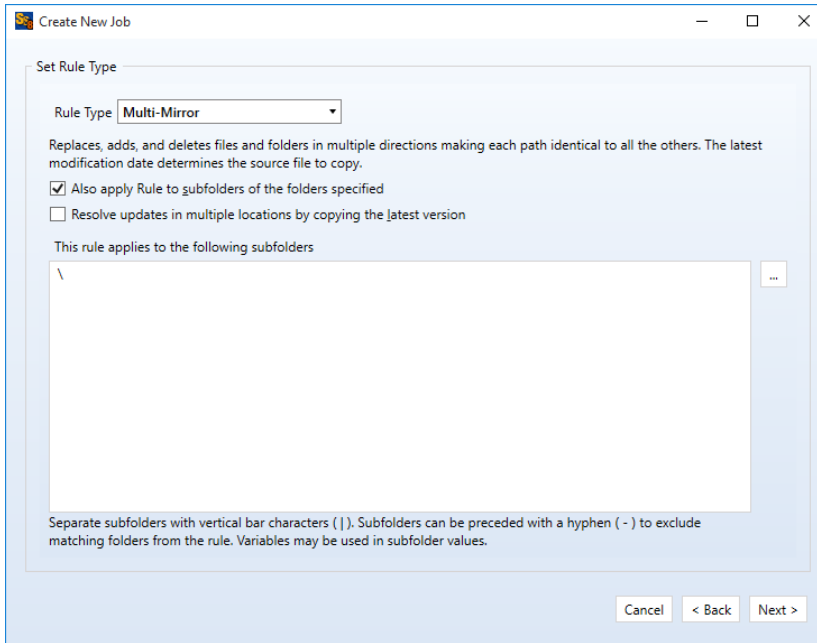 Create New Job
Set Rule Type
Rule Type Multi-Mirror
Replaces, adds, and deletes files and folders in multiple directions making each path identical to all the others. The latest
modification date determines the source file to copy.
Also apply Rule to subfolders of the folders specified
Resolve updates in multiple locations by copying the latest version
This rule applies to the following subfolders
\
...
Separate subfolders with vertical bar characters ( | ). Subfolders can be preceded with a hyphen ( - ) to exclude
matching folders from the rule. Variables may be used in subfolder values.
Cancel < Back Next >